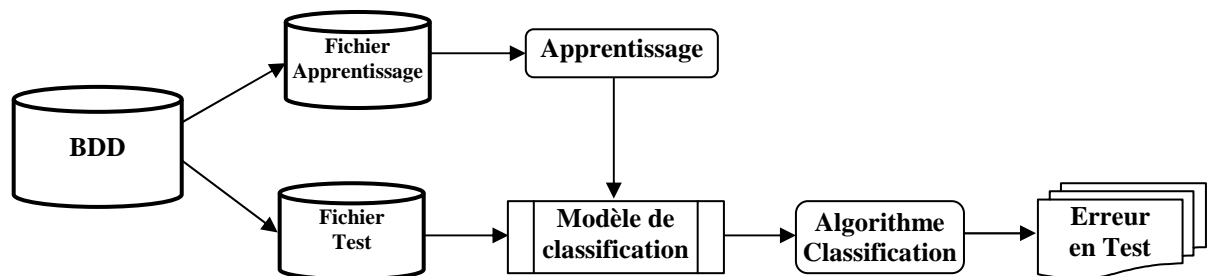 Fichier
Apprentissage
Apprentissage
BDD
Fichier
Test
Modèle de
classification
Algorithme
Classification
Erreur
en Test